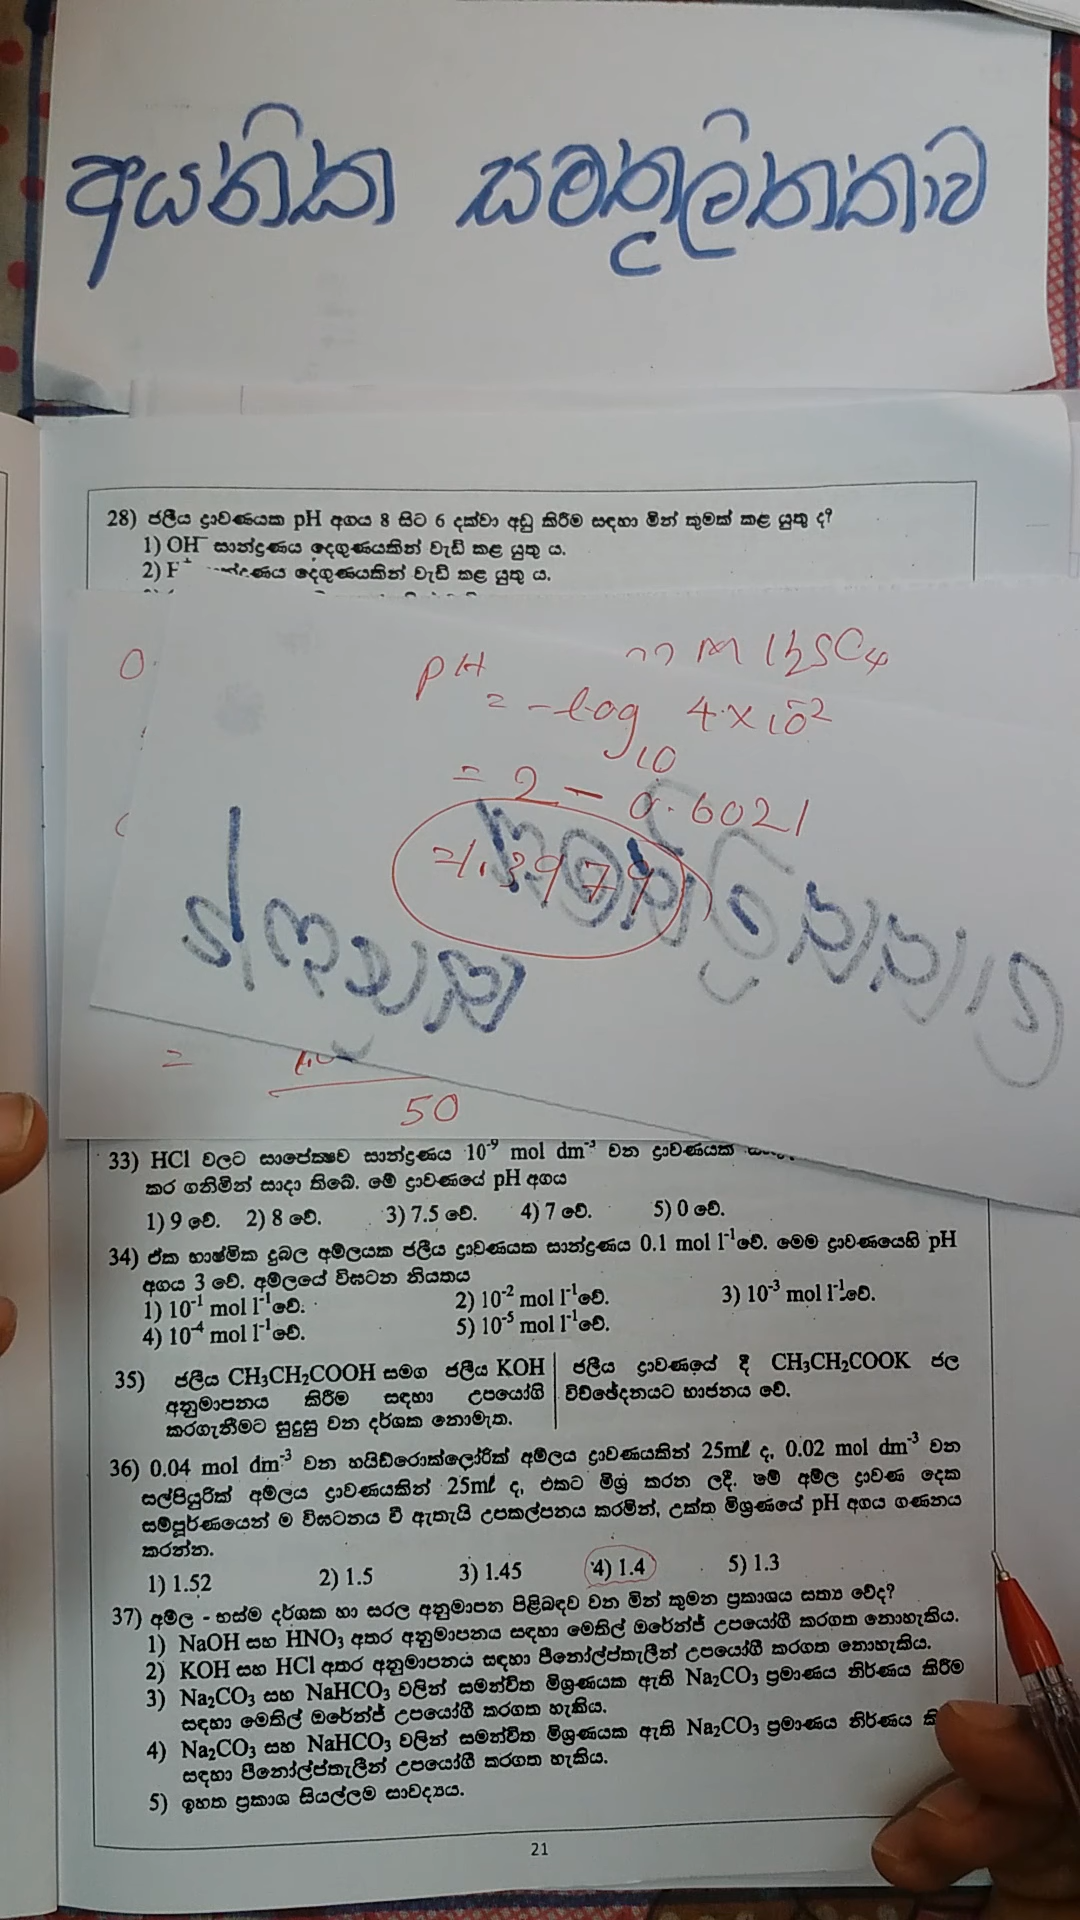 අයනික සමතුලිතතාව
28) ජලීය ද්‍රාවණයක pH අගය 8 සිට 6 දක්වා අඩු කිරීම සඳහා මින් කුමක් කළ යුතු ද?
1) OH⁻ සාන්ද්‍රණය දෙගුණයකින් වැඩි කළ යුතු ය.
2) දෙගුණයකින් වැඩි කළ යුතු ය.
0.
M H₂SO₄
pH = -log₁₀ 4×10⁻²
= 2 - 0.6021
=1.3979
=
50
33) HCl වලට සාපේක්ෂව සාන්ද්‍රණය 10⁻⁹ mol dm⁻³ වන ද්‍රාවණයක්
කර ගනිමින් සාදා තිබේ. මේ ද්‍රාවණයේ pH අගය
1) 9 වේ. 2) 8 වේ. 3) 7.5 වේ. 4) 7 වේ. 5) 0 වේ.
34) ඒක භාෂ්මික දුබල අම්ලයක ජලීය ද්‍රාවණයක සාන්ද්‍රණය 0.1 mol l⁻¹ වේ. මෙම ද්‍රාවණයෙහි pH
අගය 3 වේ. අම්ලයේ විඝටන නියතය
1) 10⁻¹ mol l⁻¹ වේ. 2) 10⁻² mol l⁻¹ වේ. 3) 10⁻³ mol l⁻¹ වේ.
4) 10⁻⁴ mol l⁻¹ වේ. 5) 10⁻⁵ mol l⁻¹ වේ.
35) ජලීය CH₃CH₂COOH සමග ජලීය KOH
අනුමාපනය කිරීම සඳහා උපයෝගී
කරගැනීමට සුදුසු වන දර්ශක නොමැත.
ජලීය ද්‍රාවණයේ දී CH₃CH₂COOK ජල
විච්ඡේදනයට භාජනය වේ.
36) 0.04 mol dm⁻³ වන හයිඩ්රොක්ලෝරික් අම්ලය ද්‍රාවණයකින් 25mℓ ද, 0.02 mol dm⁻³ වන
සල්පියුරික් අම්ලය ද්‍රාවණයකින් 25mℓ ද, එකට මිශ්‍ර කරන ලදී. මේ අම්ල ද්‍රාවණ දෙක
සම්පූර්ණයෙන් ම විඝටනය වී ඇතැයි උපකල්පනය කරමින්, උක්ත මිශ්‍රණයේ pH අගය ගණනය
කරන්න.
1) 1.52 2) 1.5 3) 1.45 4) 1.4 5) 1.3
37) අම්ල - භස්ම දර්ශක හා සරල අනුමාපන පිළිබඳව වන මින් කුමන ප්‍රකාශය සත්‍ය වේද?
1) NaOH සහ HNO₃ අතර අනුමාපනය සඳහා මෙතිල් ඔරේන්ජ් උපයෝගී කරගත නොහැකිය.
2) KOH සහ HCl අතර අනුමාපනය සඳහා පීනෝල්ප්තැලීන් උපයෝගී කරගත නොහැකිය.
3) Na₂CO₃ සහ NaHCO₃ වලින් සමන්විත මිශ්‍රණයක ඇති Na₂CO₃ ප්‍රමාණය නිර්ණය කිරීම
සඳහා මෙතිල් ඔරේන්ජ් උපයෝගී කරගත හැකිය.
4) Na₂CO₃ සහ NaHCO₃ වලින් සමන්විත මිශ්‍රණයක ඇති Na₂CO₃ ප්‍රමාණය නිර්ණය
සඳහා පීනෝල්ප්තැලීන් උපයෝගී කරගත හැකිය.
5) ඉහත ප්‍රකාශ සියල්ලම සාවද්‍යය.
21